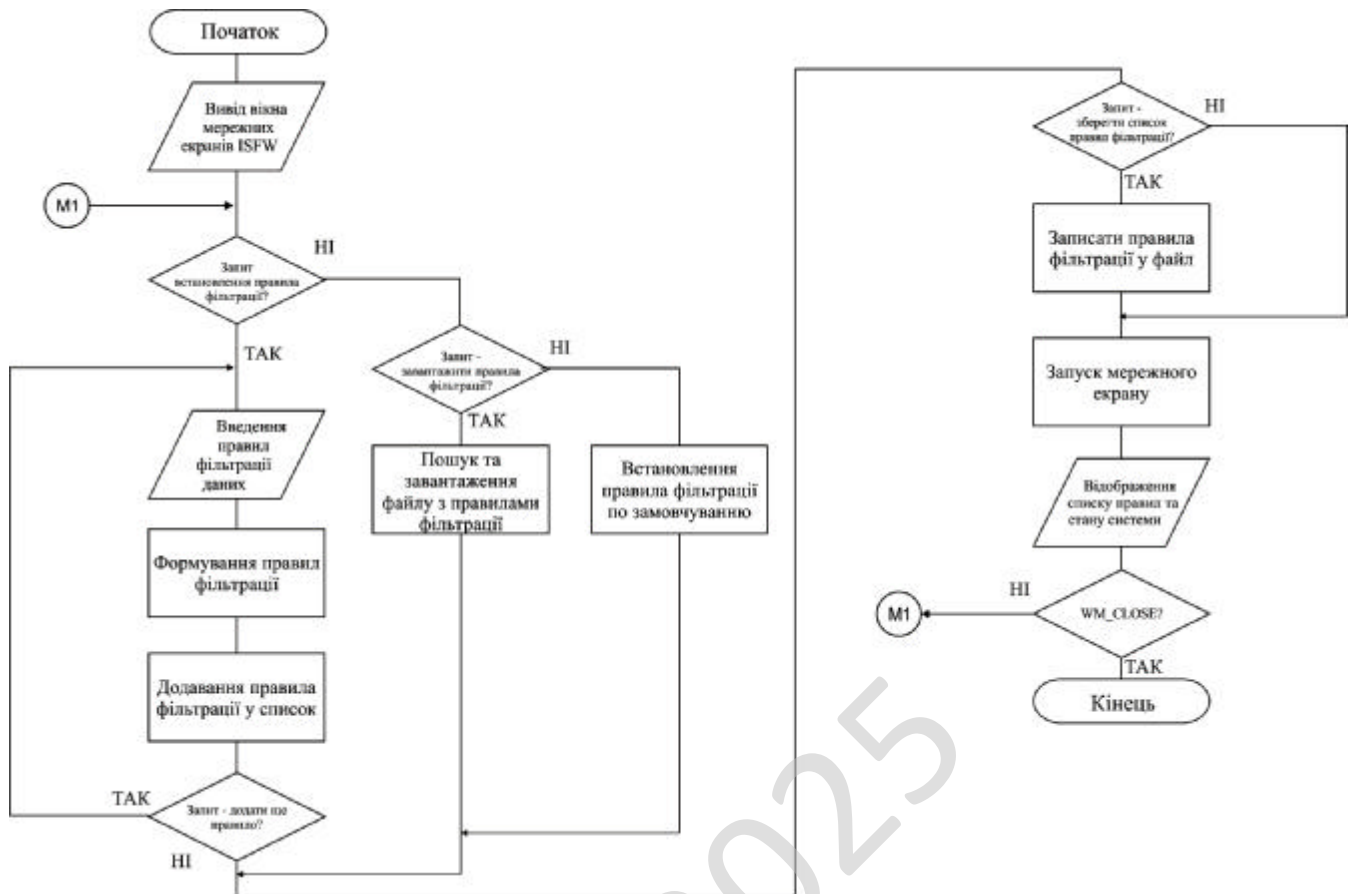 Початок
Вивід вікна
мережних
екранів ISFW
M1
Запит
встановлення правила
фільтрації?
НІ
ТАК
Запит -
завантажити правила
фільтрації?
НІ
ТАК
Введення
правил
фільтрації
даних
Пошук та
завантаження
файлу з правилами
фільтрації
Встановлення
правила фільтрації
по замовчуванню
Формування правил
фільтрації
Додавання правила
фільтрації у список
ТАК
Запит - додати ще
правило?
НІ
Запит -
зберегти список
правил фільтрації?
НІ
ТАК
Записати правила
фільтрації у файл
Запуск мережного
екрану
Відображення
списку правил та
стану системи
НІ
M1
WM_CLOSE?
ТАК
Кінець
2025